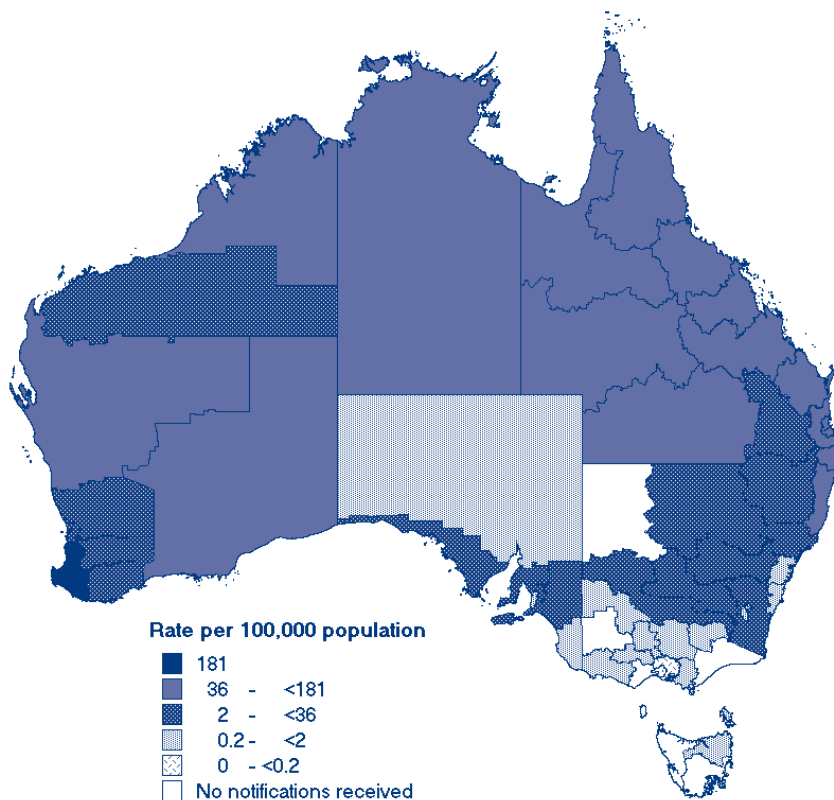 Rate per 100,000 population
181
36 - <181
2 - <36
0.2 - <2
0 - <0.2
No notifications received